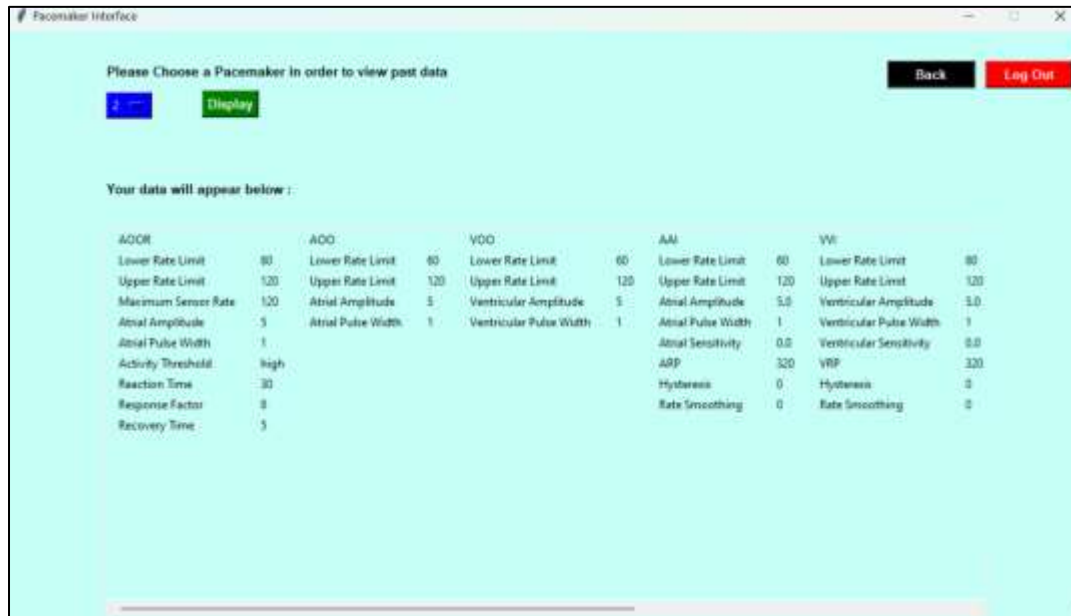 Pacemaker Interface
Please Choose a Pacemaker in order to view past data
Back Log Out
2 Display
Your data will appear below :
AOOR AOO VOO AAI VVI
Lower Rate Limit 60 Lower Rate Limit 60 Lower Rate Limit 60 Lower Rate Limit 60 Lower Rate Limit 60
Upper Rate Limit 120 Upper Rate Limit 120 Upper Rate Limit 120 Upper Rate Limit 120 Upper Rate Limit 120
Maximum Sensor Rate 120 Atrial Amplitude 5 Ventricular Amplitude 5 Atrial Amplitude 5.0 Ventricular Amplitude 5.0
Atrial Amplitude 5 Atrial Pulse Width 1 Ventricular Pulse Width 1 Atrial Pulse Width 1 Ventricular Pulse Width 1
Atrial Pulse Width 1 Atrial Sensitivity 0.0 Ventricular Sensitivity 0.0
Activity Threshold high ARP 320 VRP 320
Reaction Time 30 Hysteresis 0 Hysteresis 0
Response Factor 8 Rate Smoothing 0 Rate Smoothing 0
Recovery Time 5